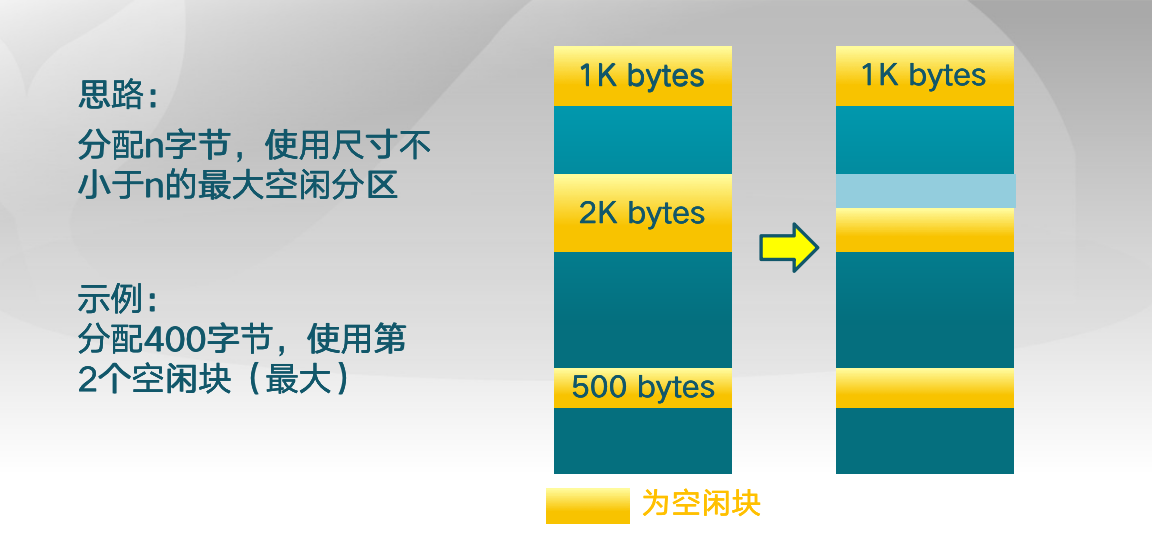 思路：
分配n字节，使用尺寸不
小于n的最大空闲分区
示例：
分配400字节，使用第
2个空闲块（最大）
1K bytes
2K bytes
500 bytes
1K bytes
为空闲块